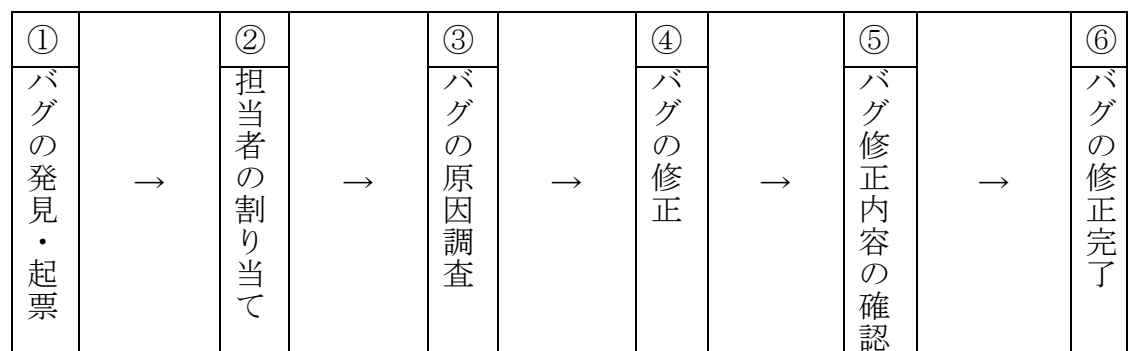 ①
バグの発見・起票
→
②
担当者の割り当て
→
③
バグの原因調査
→
④
バグの修正
→
⑤
バグ修正内容の確認
→
⑥
バグの修正完了